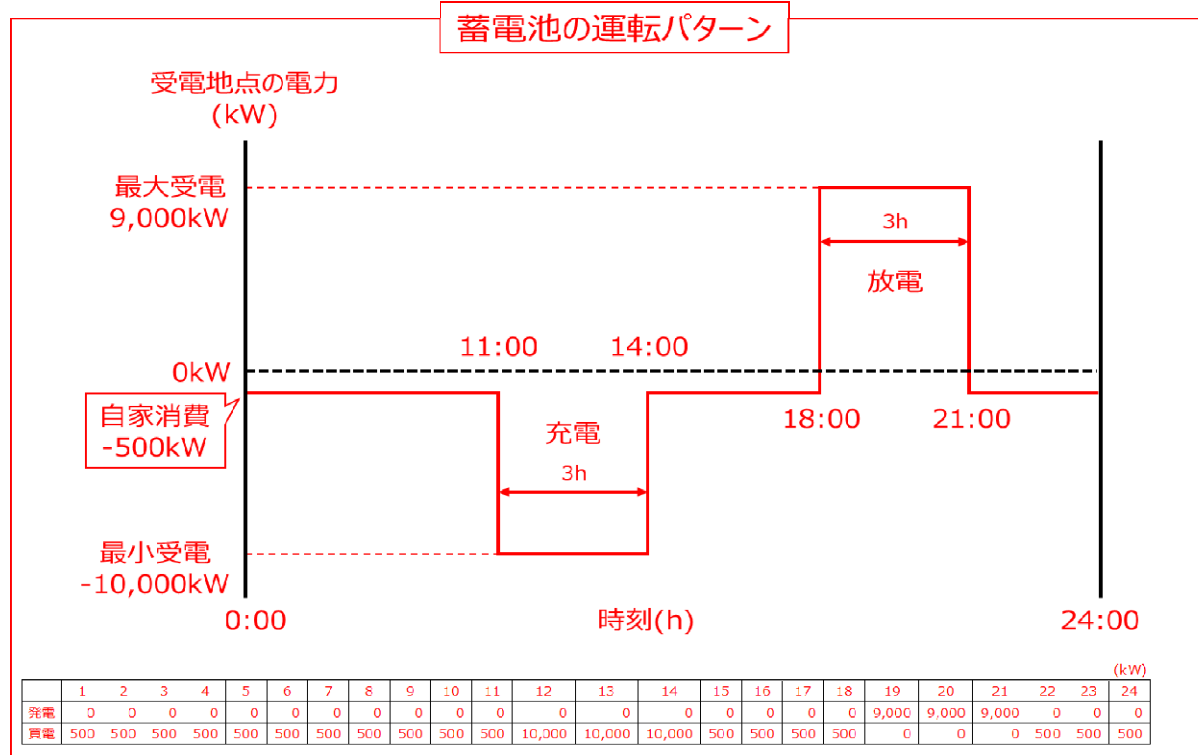 蓄電池の運転パターン
受電地点の電力
(kW)
最大受電
9,000kW
3h
放電
11:00 14:00
0kW
自家消費
-500kW
18:00 21:00
充電
3h
最小受電
-10,000kW
0:00 時刻(h) 24:00
(kW)
1 2 3 4 5 6 7 8 9 10 11 12 13 14 15 16 17 18 19 20 21 22 23 24
発電 0 0 0 0 0 0 0 0 0 0 0 0 0 0 0 0 0 0 9,000 9,000 9,000 0 0 0
買電 500 500 500 500 500 500 500 500 500 500 500 10,000 10,000 10,000 500 500 500 500 0 0 0 500 500 500